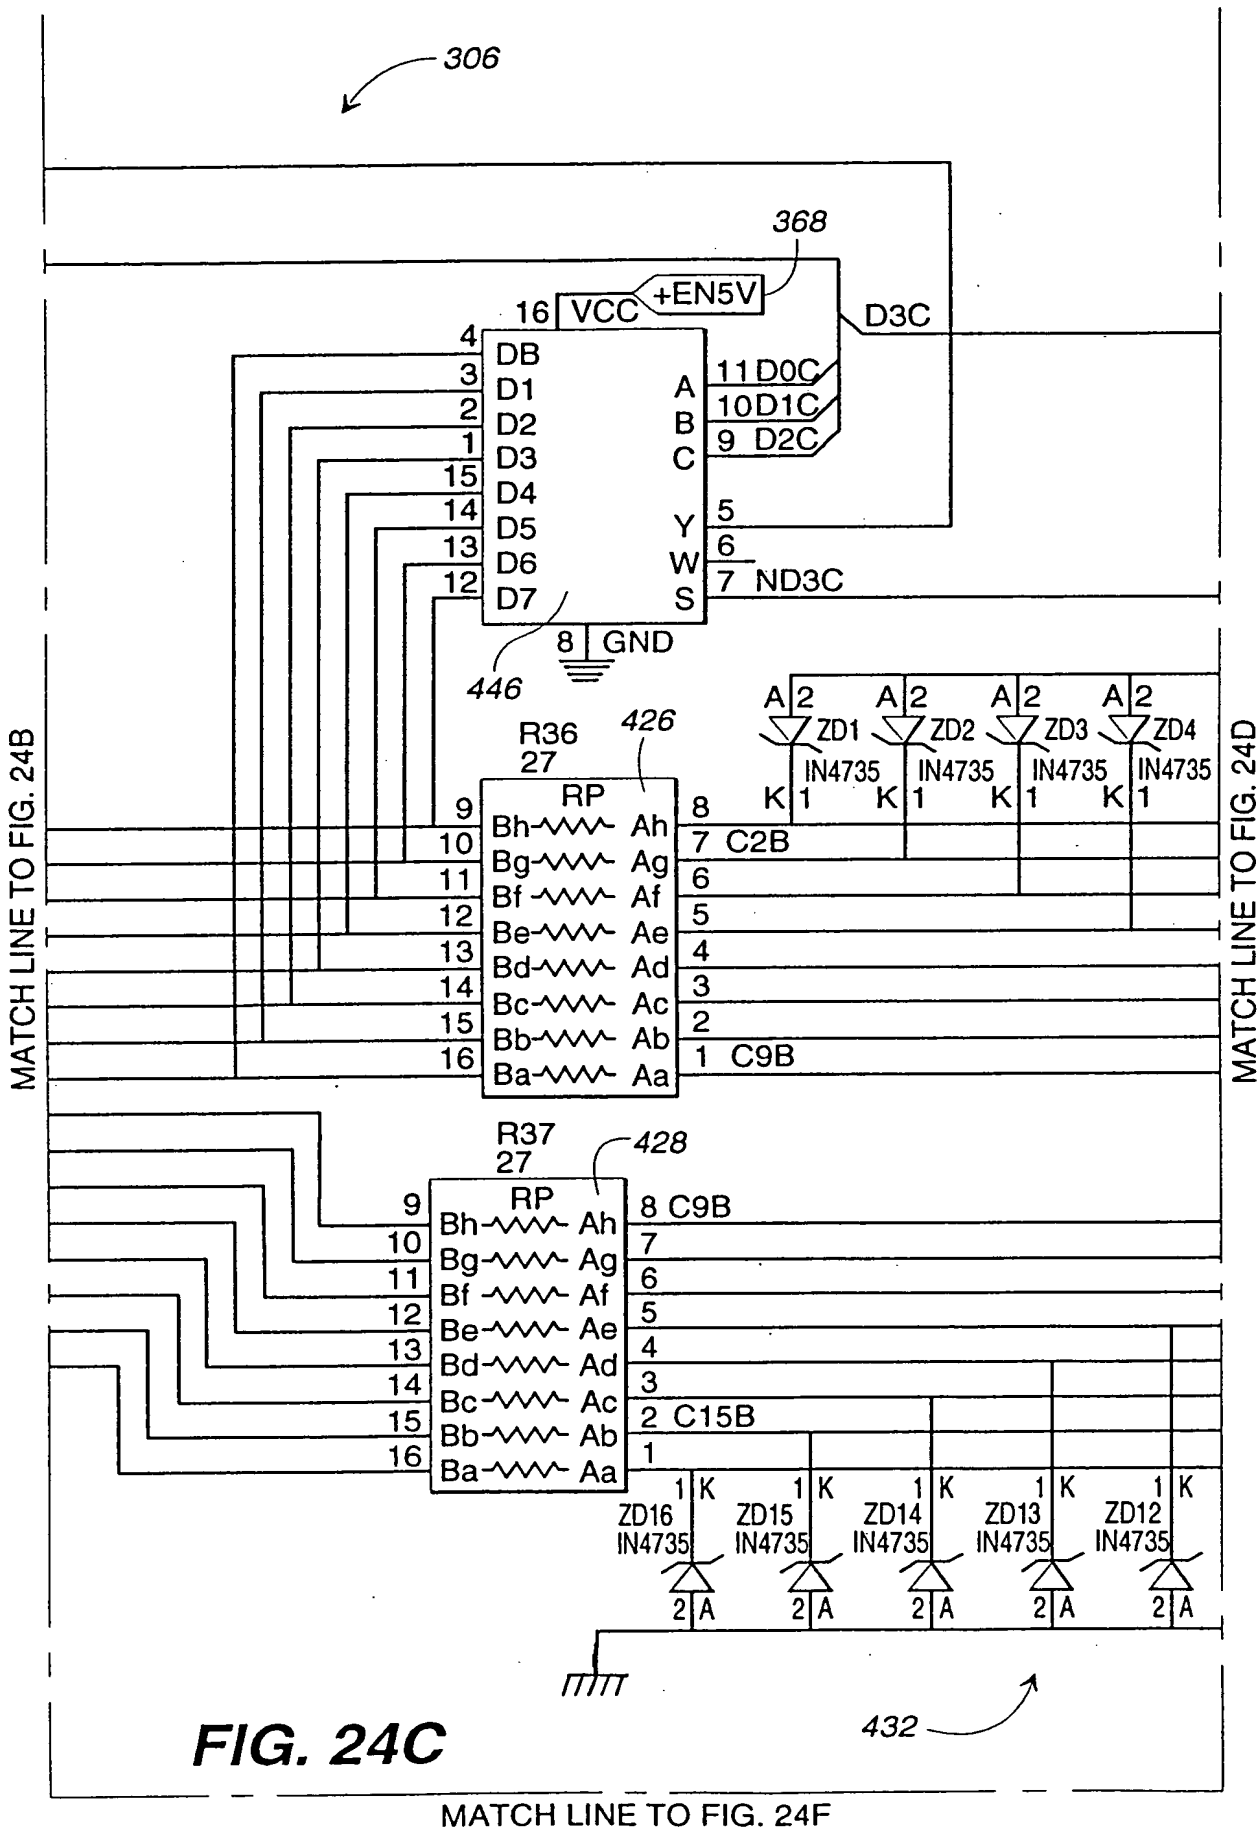 306
368
+EN5V
16 VCC
D3C
4 DB
3 D1
2 D2
1 D3
15 D4
14 D5
13 D6
12 D7
A 11 D0C
B 10 D1C
C 9 D2C
Y 5
W 6
S 7 ND3C
8 GND
446
A 2 A 2 A 2 A 2
ZD1 ZD2 ZD3 ZD4
IN4735 IN4735 IN4735 IN4735
K 1 K 1 K 1 K 1
R36
27
426
RP
9 Bh Ah 8
10 Bg Ag 7 C2B
11 Bf Af 6
12 Be Ae 5
13 Bd Ad 4
14 Bc Ac 3
15 Bb Ab 2
16 Ba Aa 1 C9B
R37
27
428
RP
9 Bh Ah 8 C9B
10 Bg Ag 7
11 Bf Af 6
12 Be Ae 5
13 Bd Ad 4
14 Bc Ac 3
15 Bb Ab 2 C15B
16 Ba Aa 1
1 K 1 K 1 K 1 K 1 K
ZD16 ZD15 ZD14 ZD13 ZD12
IN4735 IN4735 IN4735 IN4735 IN4735
2 A 2 A 2 A 2 A 2 A
432
MATCH LINE TO FIG. 24B
MATCH LINE TO FIG. 24D
FIG. 24C
MATCH LINE TO FIG. 24F